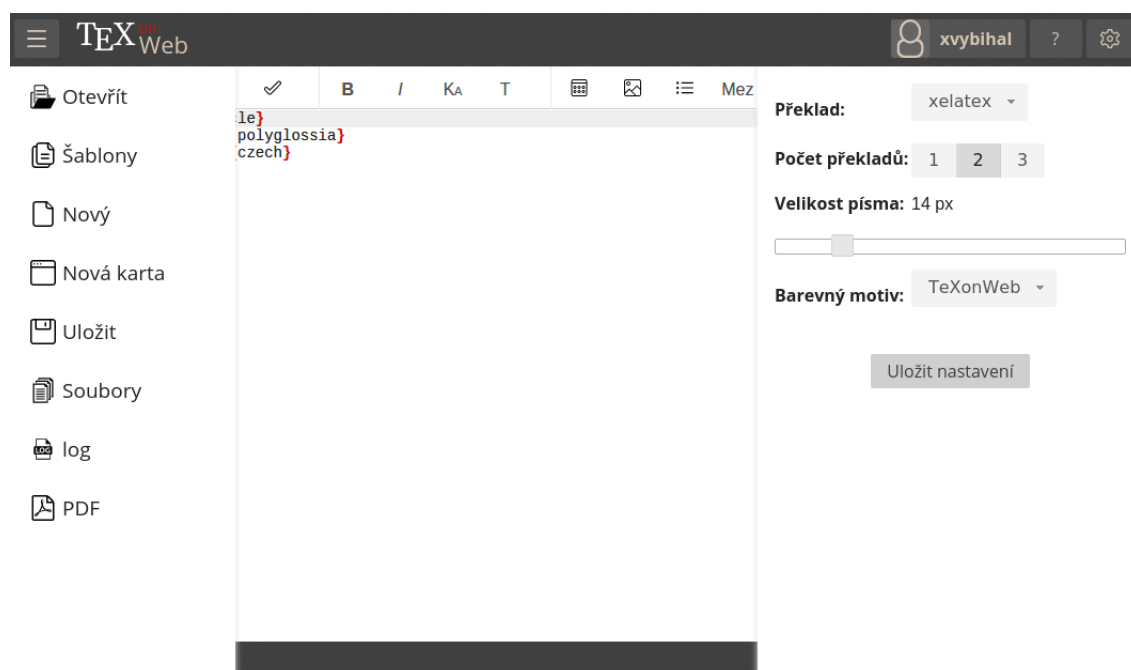 TEX on Web
xvybihal ?
Otevřít
Šablony
Nový
Nová karta
Uložit
Soubory
LOG log
PDF
B I KA T Mez
le}
polyglossia}
czech}
Překlad: xelatex
Počet překladů: 1 2 3
Velikost písma: 14 px
Barevný motiv: TeXonWeb
Uložit nastavení